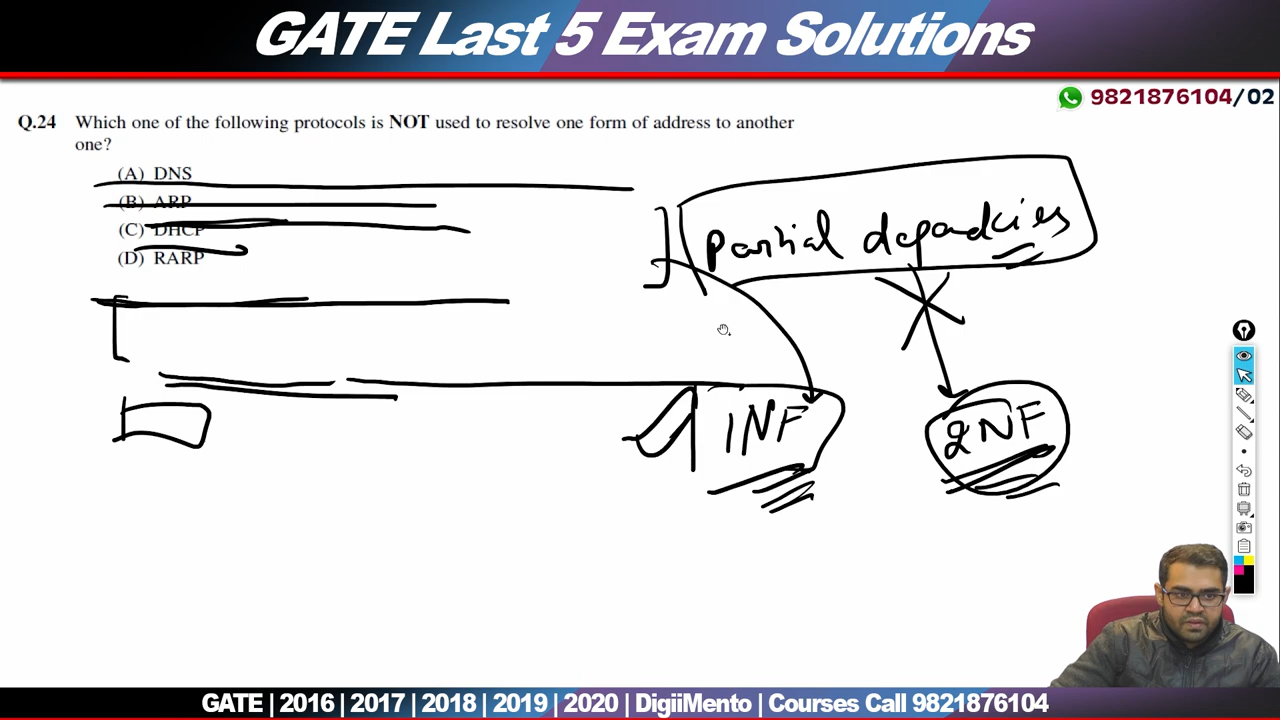 GATE Last 5 Exam Solutions
9821876104/02
Q.24 Which one of the following protocols is NOT used to resolve one form of address to another
one?
(A) DNS
(B) ARP
(C) DHCP
(D) RARP
partial dependcies
1NF
2NF
GATE | 2016 | 2017 | 2018 | 2019 | 2020 | DigiiMento | Courses Call 9821876104